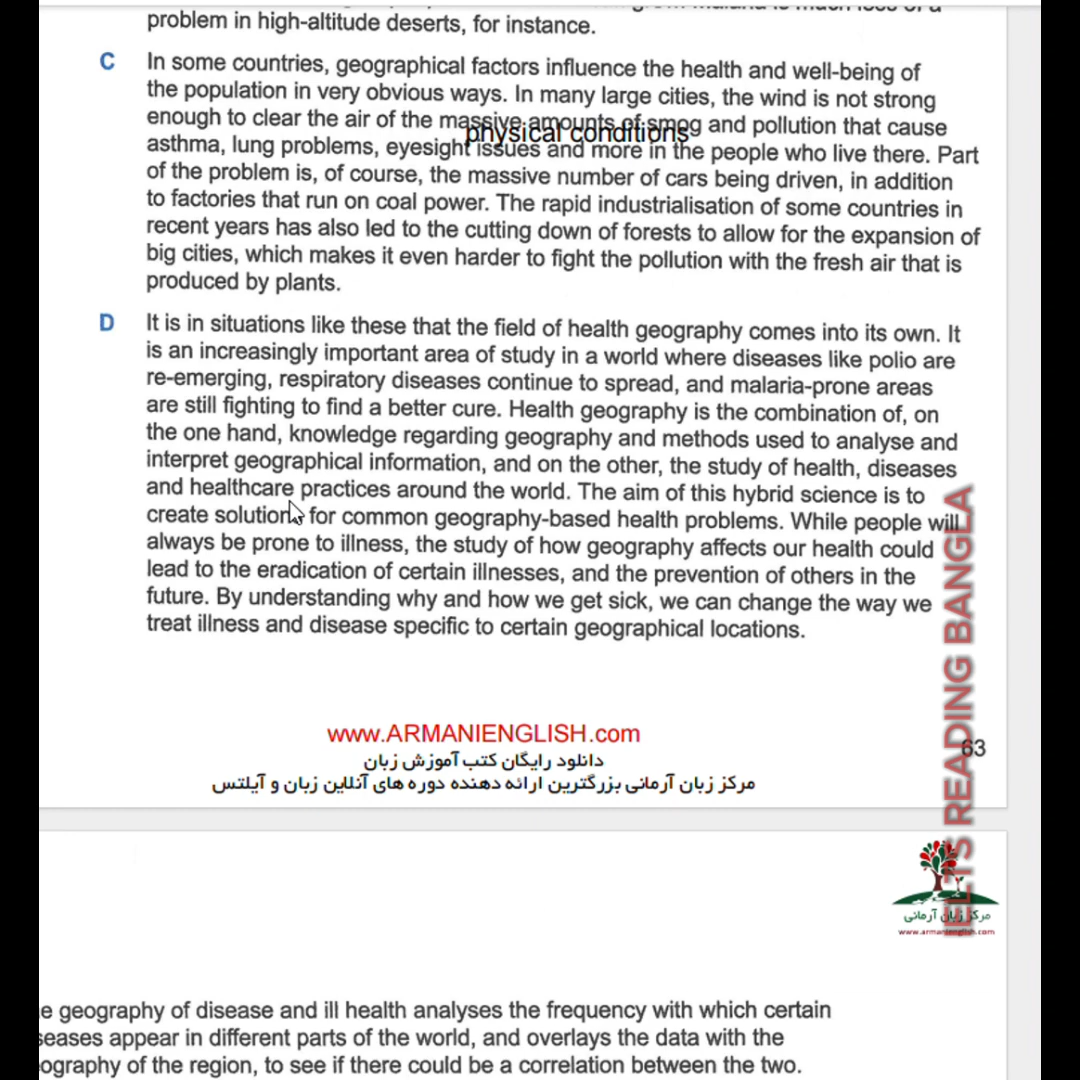 problem in high-altitude deserts, for instance.
C In some countries, geographical factors influence the health and well-being of
the population in very obvious ways. In many large cities, the wind is not strong
enough to clear the air of the massive amounts of smog and pollution that cause
physical conditions
asthma, lung problems, eyesight issues and more in the people who live there. Part
of the problem is, of course, the massive number of cars being driven, in addition
to factories that run on coal power. The rapid industrialisation of some countries in
recent years has also led to the cutting down of forests to allow for the expansion of
big cities, which makes it even harder to fight the pollution with the fresh air that is
produced by plants.
D It is in situations like these that the field of health geography comes into its own. It
is an increasingly important area of study in a world where diseases like polio are
re-emerging, respiratory diseases continue to spread, and malaria-prone areas
are still fighting to find a better cure. Health geography is the combination of, on
the one hand, knowledge regarding geography and methods used to analyse and
interpret geographical information, and on the other, the study of health, diseases
and healthcare practices around the world. The aim of this hybrid science is to
create solutions for common geography-based health problems. While people will
always be prone to illness, the study of how geography affects our health could
lead to the eradication of certain illnesses, and the prevention of others in the
future. By understanding why and how we get sick, we can change the way we
treat illness and disease specific to certain geographical locations.
IELTS READING BANGLA
www.ARMANIENGLISH.com
63
دانلود رایگان کتب آموزش زبان
مرکز زبان آرمانی بزرگترین ارائه دهنده دوره های آنلاین زبان و آیلتس
مرکز زبان آرمانی
www.armanienglish.com
e geography of disease and ill health analyses the frequency with which certain
seases appear in different parts of the world, and overlays the data with the
ography of the region, to see if there could be a correlation between the two.